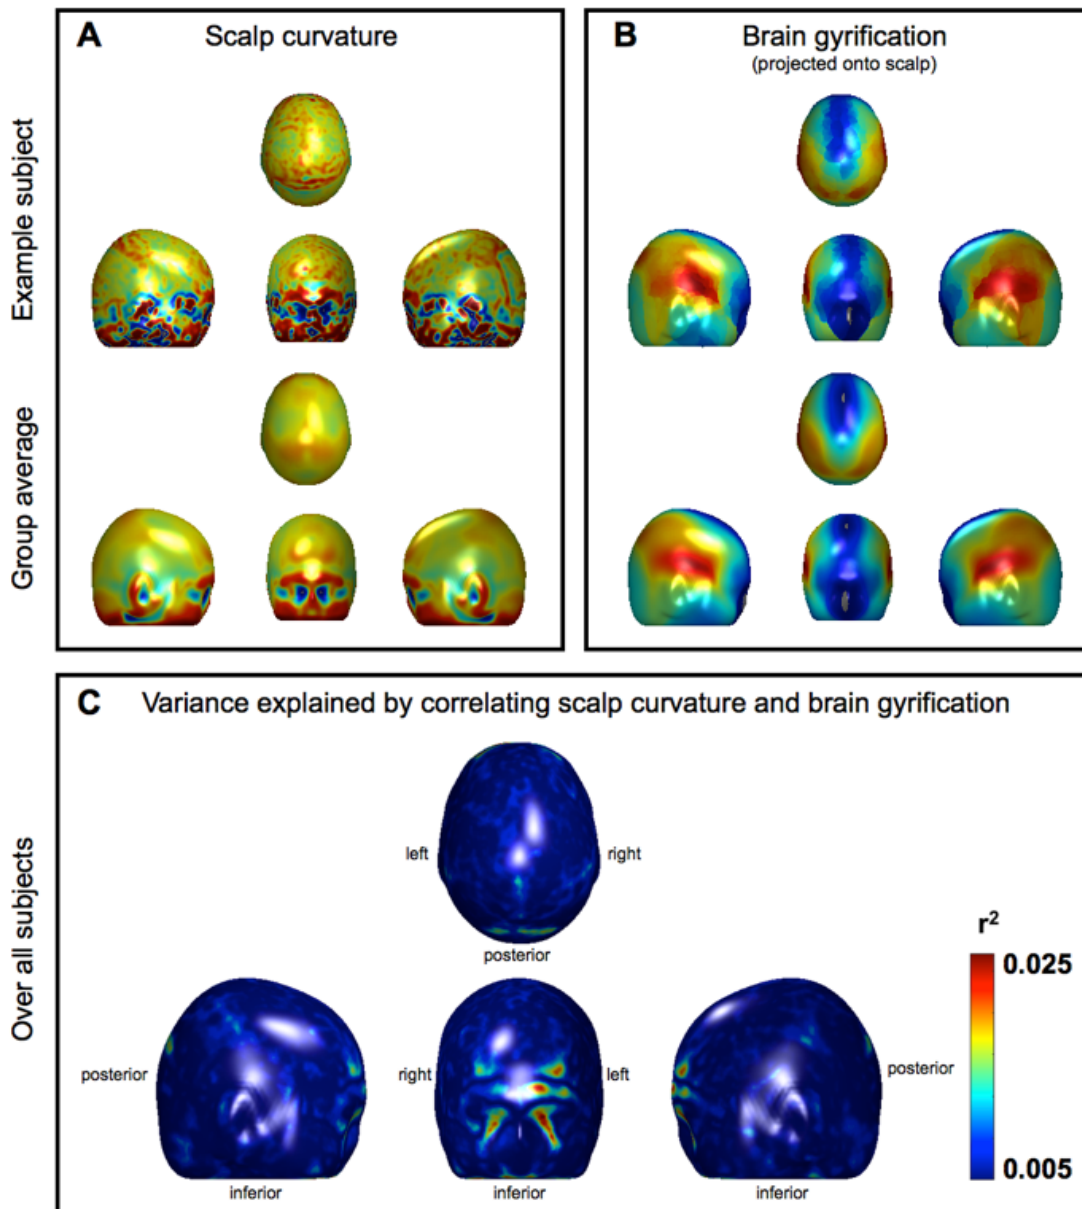 A Scalp curvature
B Brain gyrification
(projected onto scalp)
Example subject
Group average
C Variance explained by correlating scalp curvature and brain gyrification
Over all subjects
left
right
posterior
posterior
right
left
posterior
inferior
inferior
inferior
r²
0.025
0.005